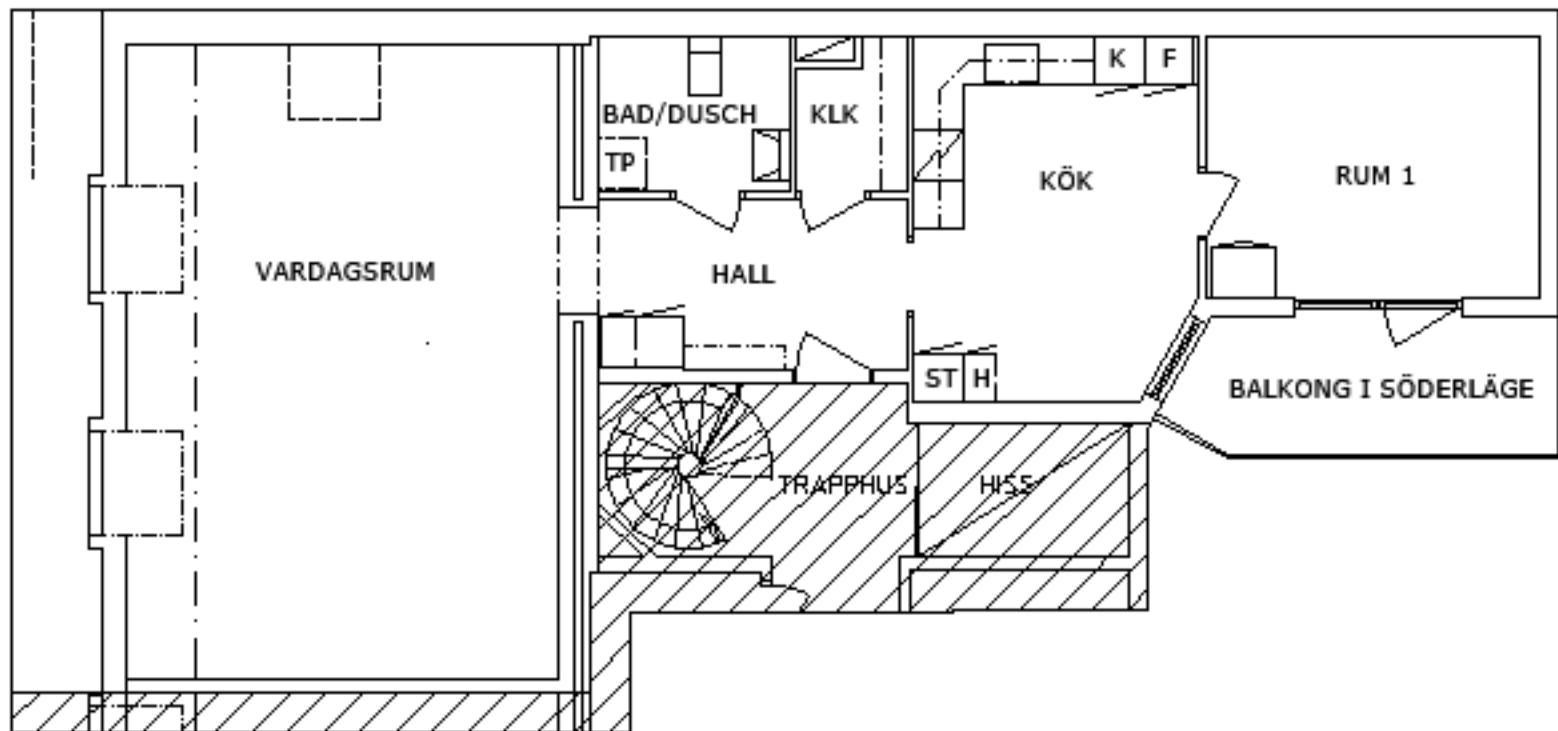 K F
BAD/DUSCH
KLK
TP
KÖK
RUM 1
VARDAGSRUM
HALL
ST H
BALKONG I SÖDERLÄGE
TRAPPHUS
HISS